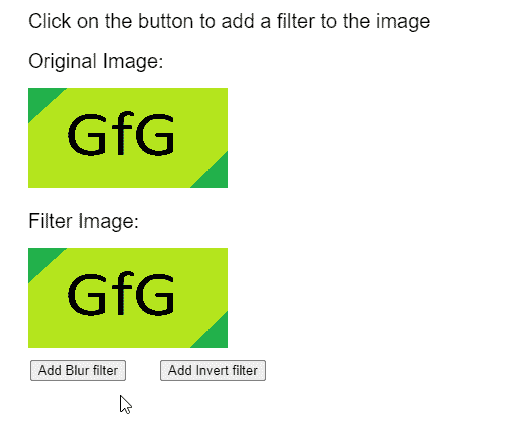 Click on the button to add a filter to the image
Original Image:
GfG
Filter Image:
GfG
Add Blur filter
Add Invert filter